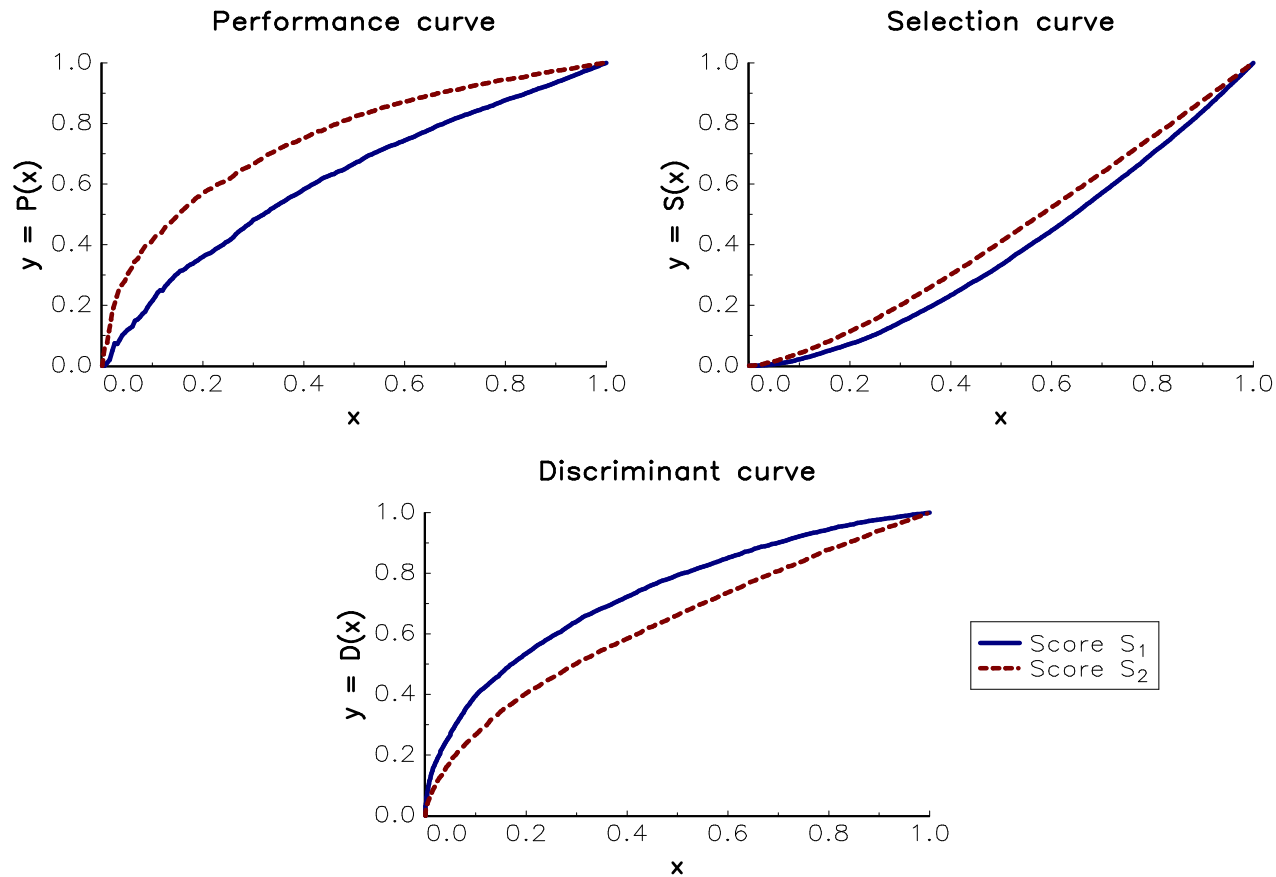 Performance curve
1.0
0.8
0.6
0.4
0.2
0.0
y = P(x)
0.0 0.2 0.4 0.6 0.8 1.0
x
Selection curve
1.0
0.8
0.6
0.4
0.2
0.0
y = S(x)
0.0 0.2 0.4 0.6 0.8 1.0
x
Discriminant curve
1.0
0.8
0.6
0.4
0.2
0.0
y = D(x)
0.0 0.2 0.4 0.6 0.8 1.0
x
Score S₁
Score S₂